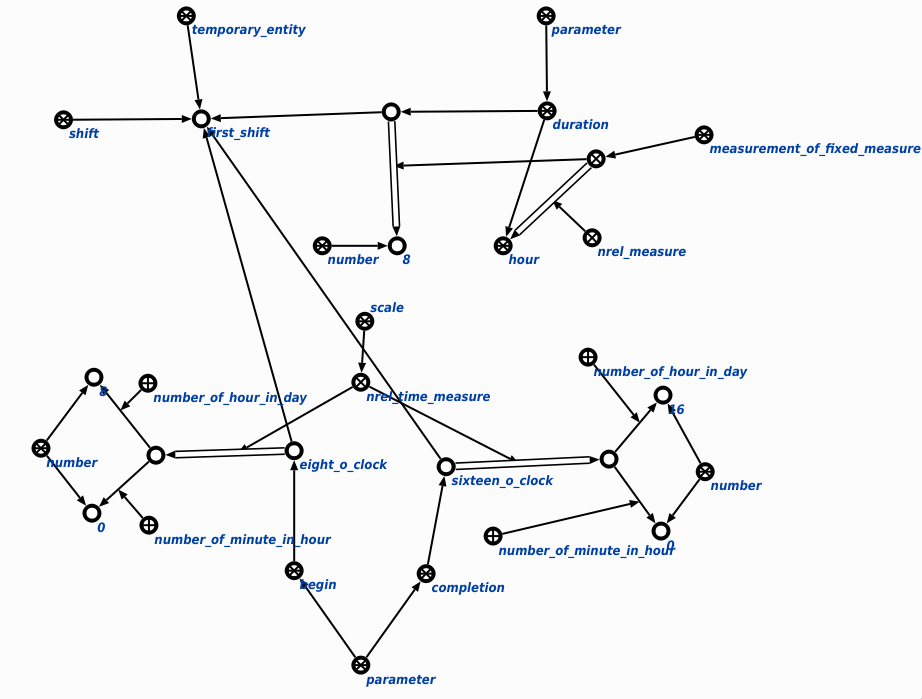 temporary_entity
parameter
shift
first_shift
duration
measurement_of_fixed_measure
number
8
hour
nrel_measure
scale
number_of_hour_in_day
8
number_of_hour_in_day
nrel_time_measure
16
number
eight_o_clock
sixteen_o_clock
number
0
number_of_minute_in_hour
number_of_minute_in_hour
0
begin
completion
parameter